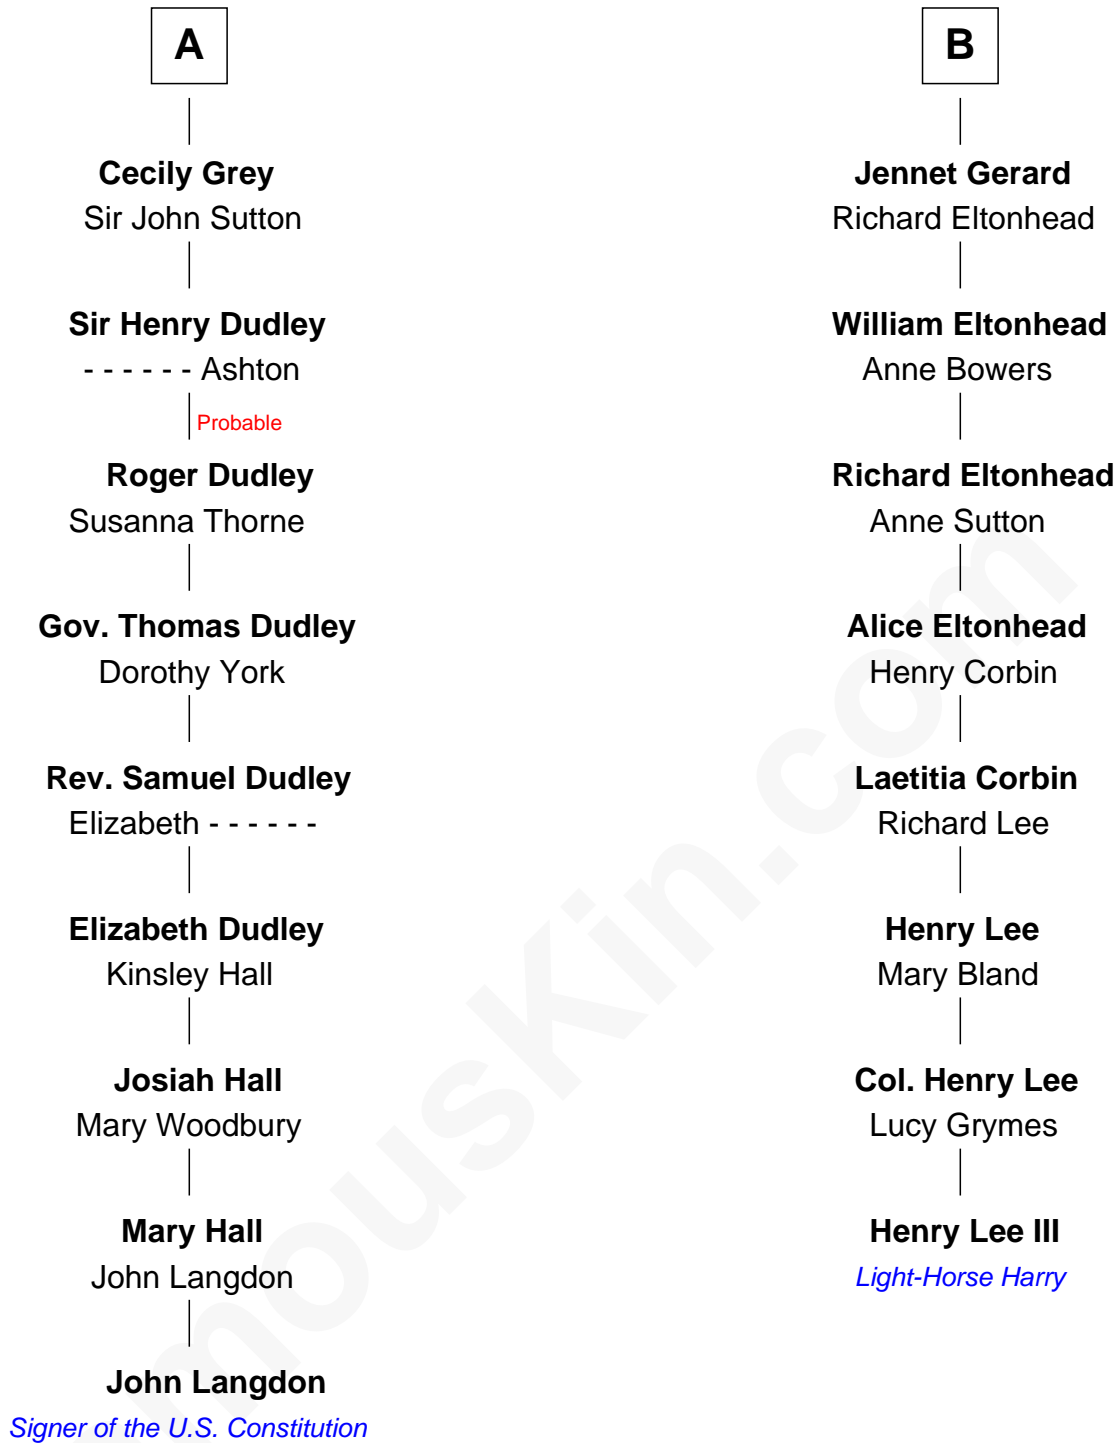 A
Cecily Grey
Sir John Sutton
Sir Henry Dudley
- - - - - - Ashton
Probable
Roger Dudley
Susanna Thorne
Gov. Thomas Dudley
Dorothy York
Rev. Samuel Dudley
Elizabeth - - - - - -
Elizabeth Dudley
Kinsley Hall
Josiah Hall
Mary Woodbury
Mary Hall
John Langdon
John Langdon
Signer of the U.S. Constitution
B
Jennet Gerard
Richard Eltonhead
William Eltonhead
Anne Bowers
Richard Eltonhead
Anne Sutton
Alice Eltonhead
Henry Corbin
Laetitia Corbin
Richard Lee
Henry Lee
Mary Bland
Col. Henry Lee
Lucy Grymes
Henry Lee III
Light-Horse Harry
mousKin.com